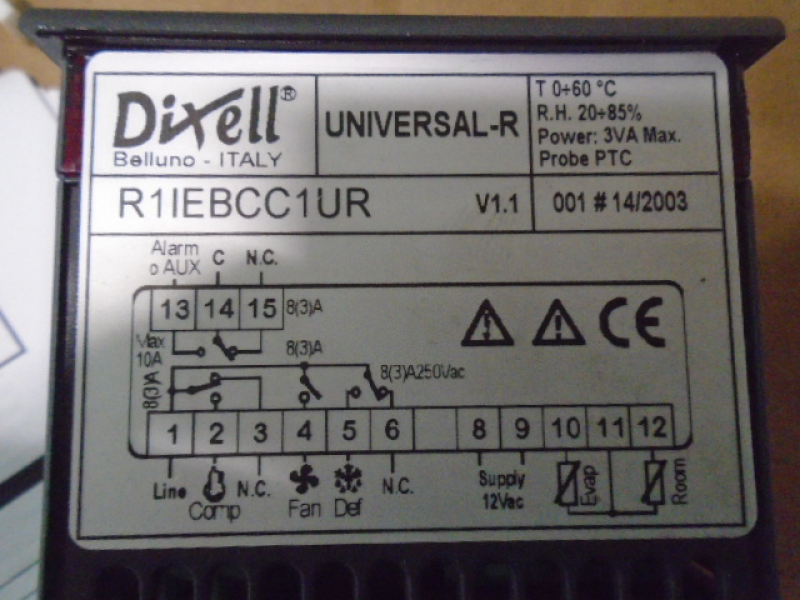 Dixell®
Belluno - ITALY
UNIVERSAL-R
T 0÷60 °C
R.H. 20÷85%
Power: 3VA Max.
Probe PTC
R1IEBCC1UR V1.1
001 # 14/2003
Alarm
o AUX C N.C.
13 14 15 8(3)A
Max
10A
8(3)A
8(3)A
8(3)A250Vac
CE
1 2 3 4 5 6 8 9 10 11 12
Line Comp N.C. Fan Def N.C.
Supply
12Vac
Evap
Room